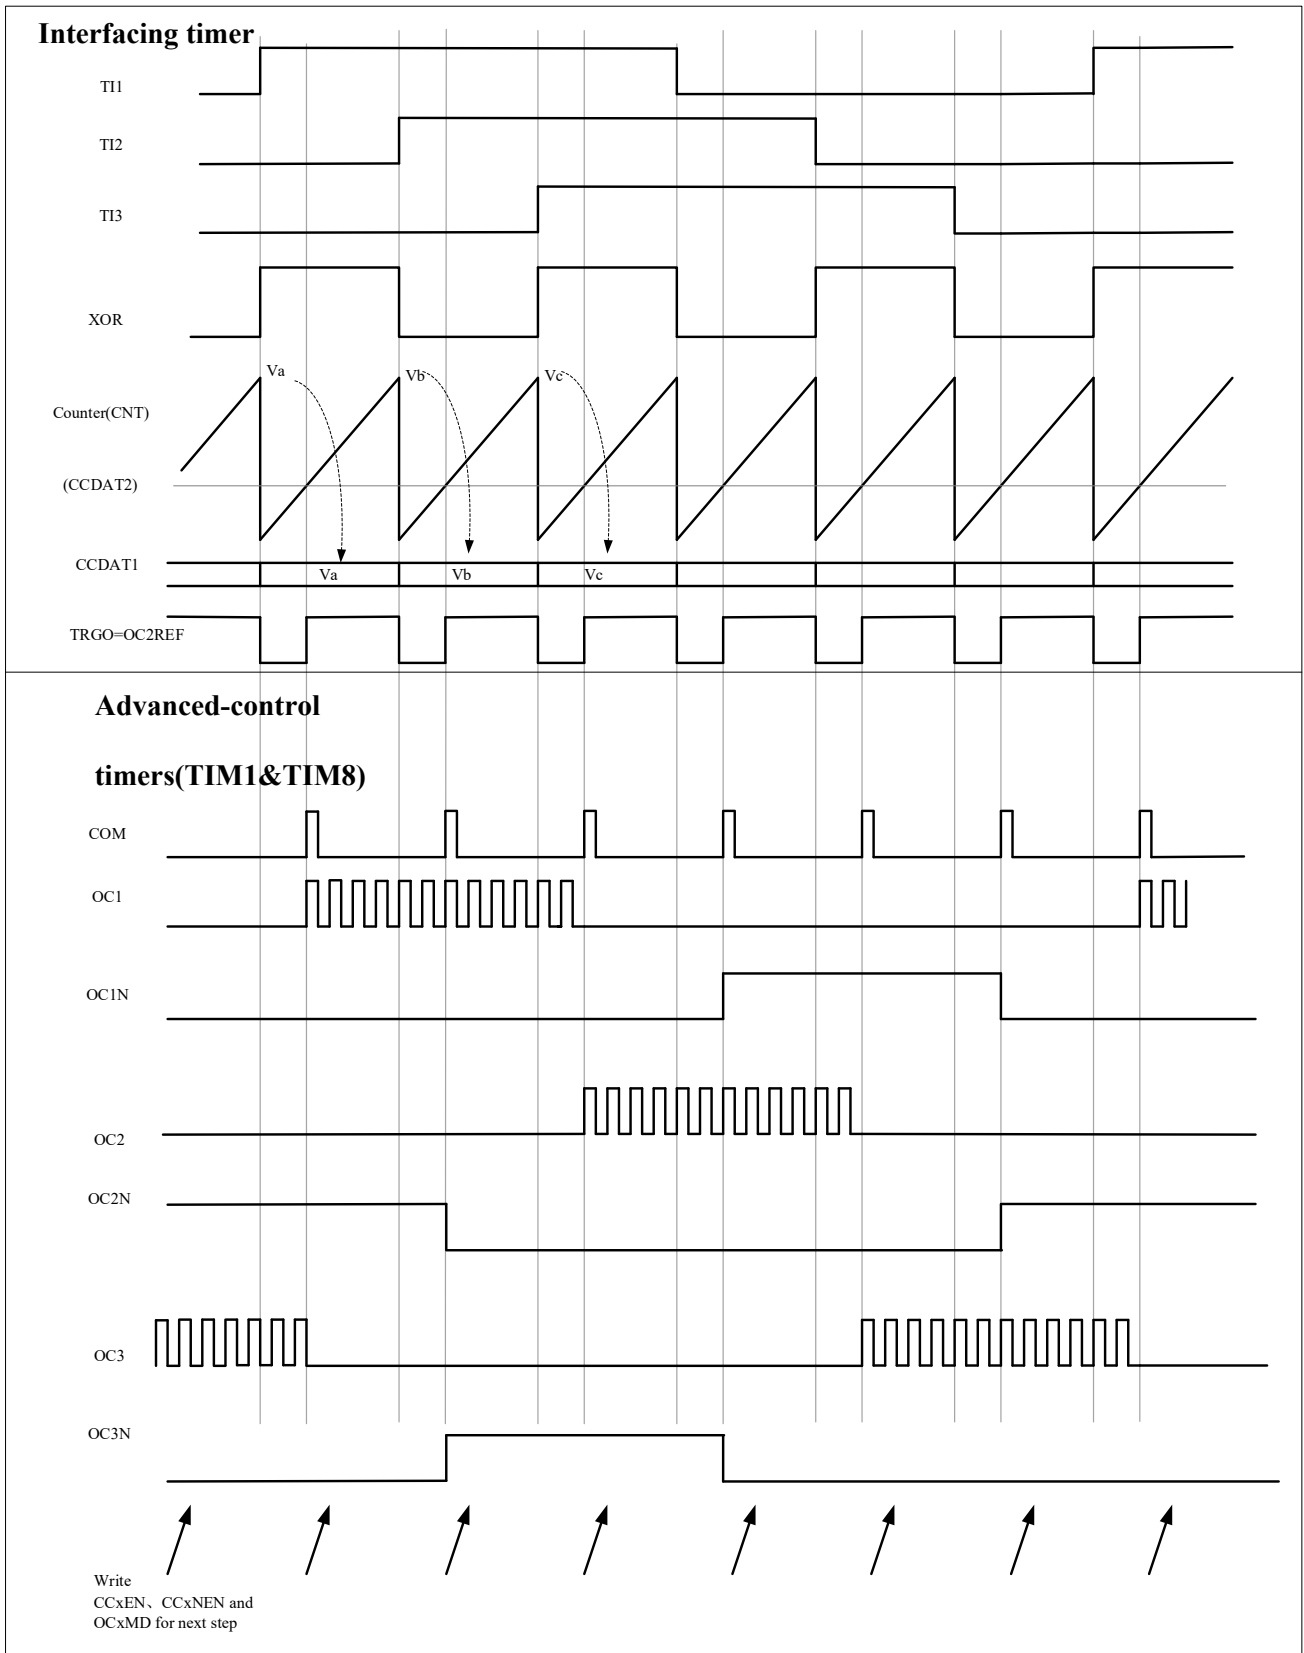 Interfacing timer
TI1
TI2
TI3
XOR
Va
Vb
Vc
Counter(CNT)
(CCDAT2)
CCDAT1
Va
Vb
Vc
TRGO=OC2REF
Advanced-control
timers(TIM1&TIM8)
COM
OC1
OC1N
OC2
OC2N
OC3
OC3N
Write
CCxEN、CCxNEN and
OCxMD for next step